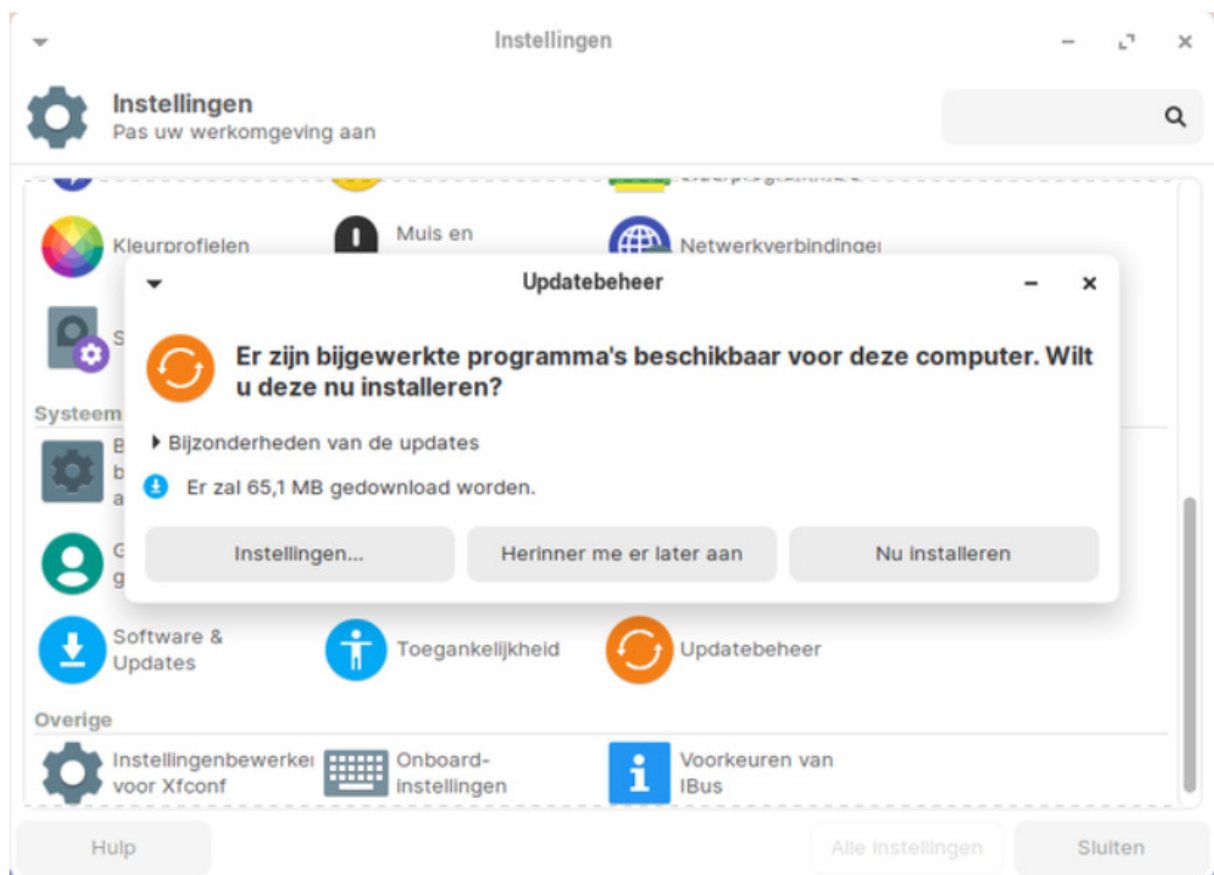 Instellingen
Instellingen
Pas uw werkomgeving aan
Kleurprofielen
Muis en
Netwerkverbindinge
Updatebeheer
Er zijn bijgewerkte programma's beschikbaar voor deze computer. Wilt
u deze nu installeren?
Bijzonderheden van de updates
Er zal 65,1 MB gedownload worden.
Instellingen...
Herinner me er later aan
Nu installeren
S
Systeem
B
b
a
G
g
Software &
Updates
Toegankelijkheid
Updatebeheer
Overige
Instellingenbewerke
voor Xfconf
Onboard-
instellingen
Voorkeuren van
IBus
Hulp
Alle instellingen
Sluiten